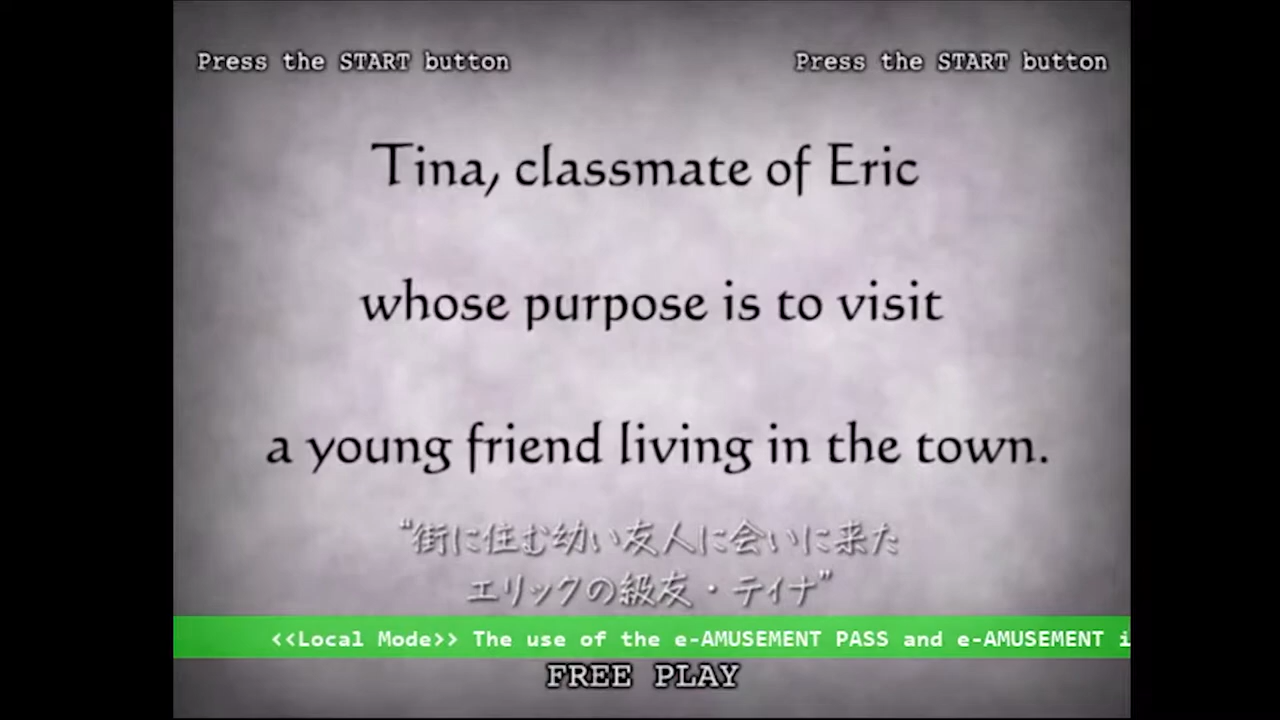 Press the START button
Press the START button
Tina, classmate of Eric
whose purpose is to visit
a young friend living in the town.
“街に住む幼い友人に会いに来た
エリックの級友・テイナ”
<<Local Mode>> The use of the e-AMUSEMENT PASS and e-AMUSEMENT i
FREE PLAY